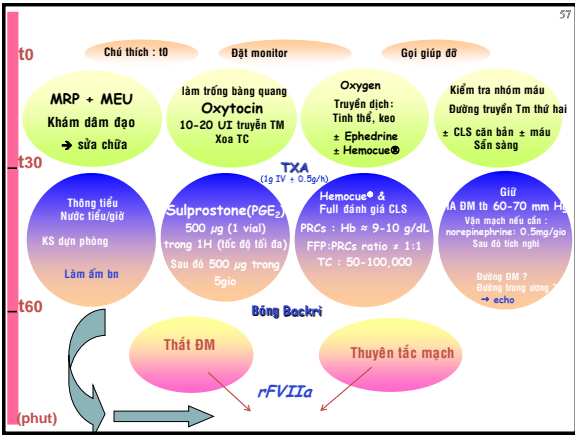 57
t0
Chú thích : t0
Đặt monitor
Gọi giúp đỡ
MRP + MEU
Khám dâm đạo
➔ sửa chữa
làm trống bàng quang
Oxytocin
10-20 UI truyễn TM
Xoa TC
Oxygen
Truyền dịch:
Tinh thể, keo
± Ephedrine
± Hemocue®
Kiểm tra nhóm máu
Đường truyền Tm thứ hai
± CLS căn bản ± máu
Sẵn sàng
t30
TXA
(1g IV ± 0.5g/h)
Thông tiểu
Nước tiểu/giờ
KS dựn phòng
Làm ấm bn
Sulprostone(PGE₂)
500 µg (1 vial)
trong 1H (tốc độ tối đa)
Sau đó 500 µg trong
5gio
Hemocue® &
Full đánh giá CLS
PRCs : Hb ≈ 9-10 g/dL
FFP:PRCs ratio ≠ 1:1
TC : 50-100,000
Giữ
HA ĐM tb 60-70 mm Hg
Vận mạch nếu cần :
norepinephrine: 0.5mg/gio
Sau đó tích nghi
Đường ĐM ?
Đường trung ương ?
→ echo
t60
Bóng Backri
Thất ĐM
Thuyên tắc mạch
rFVIIa
(phut)